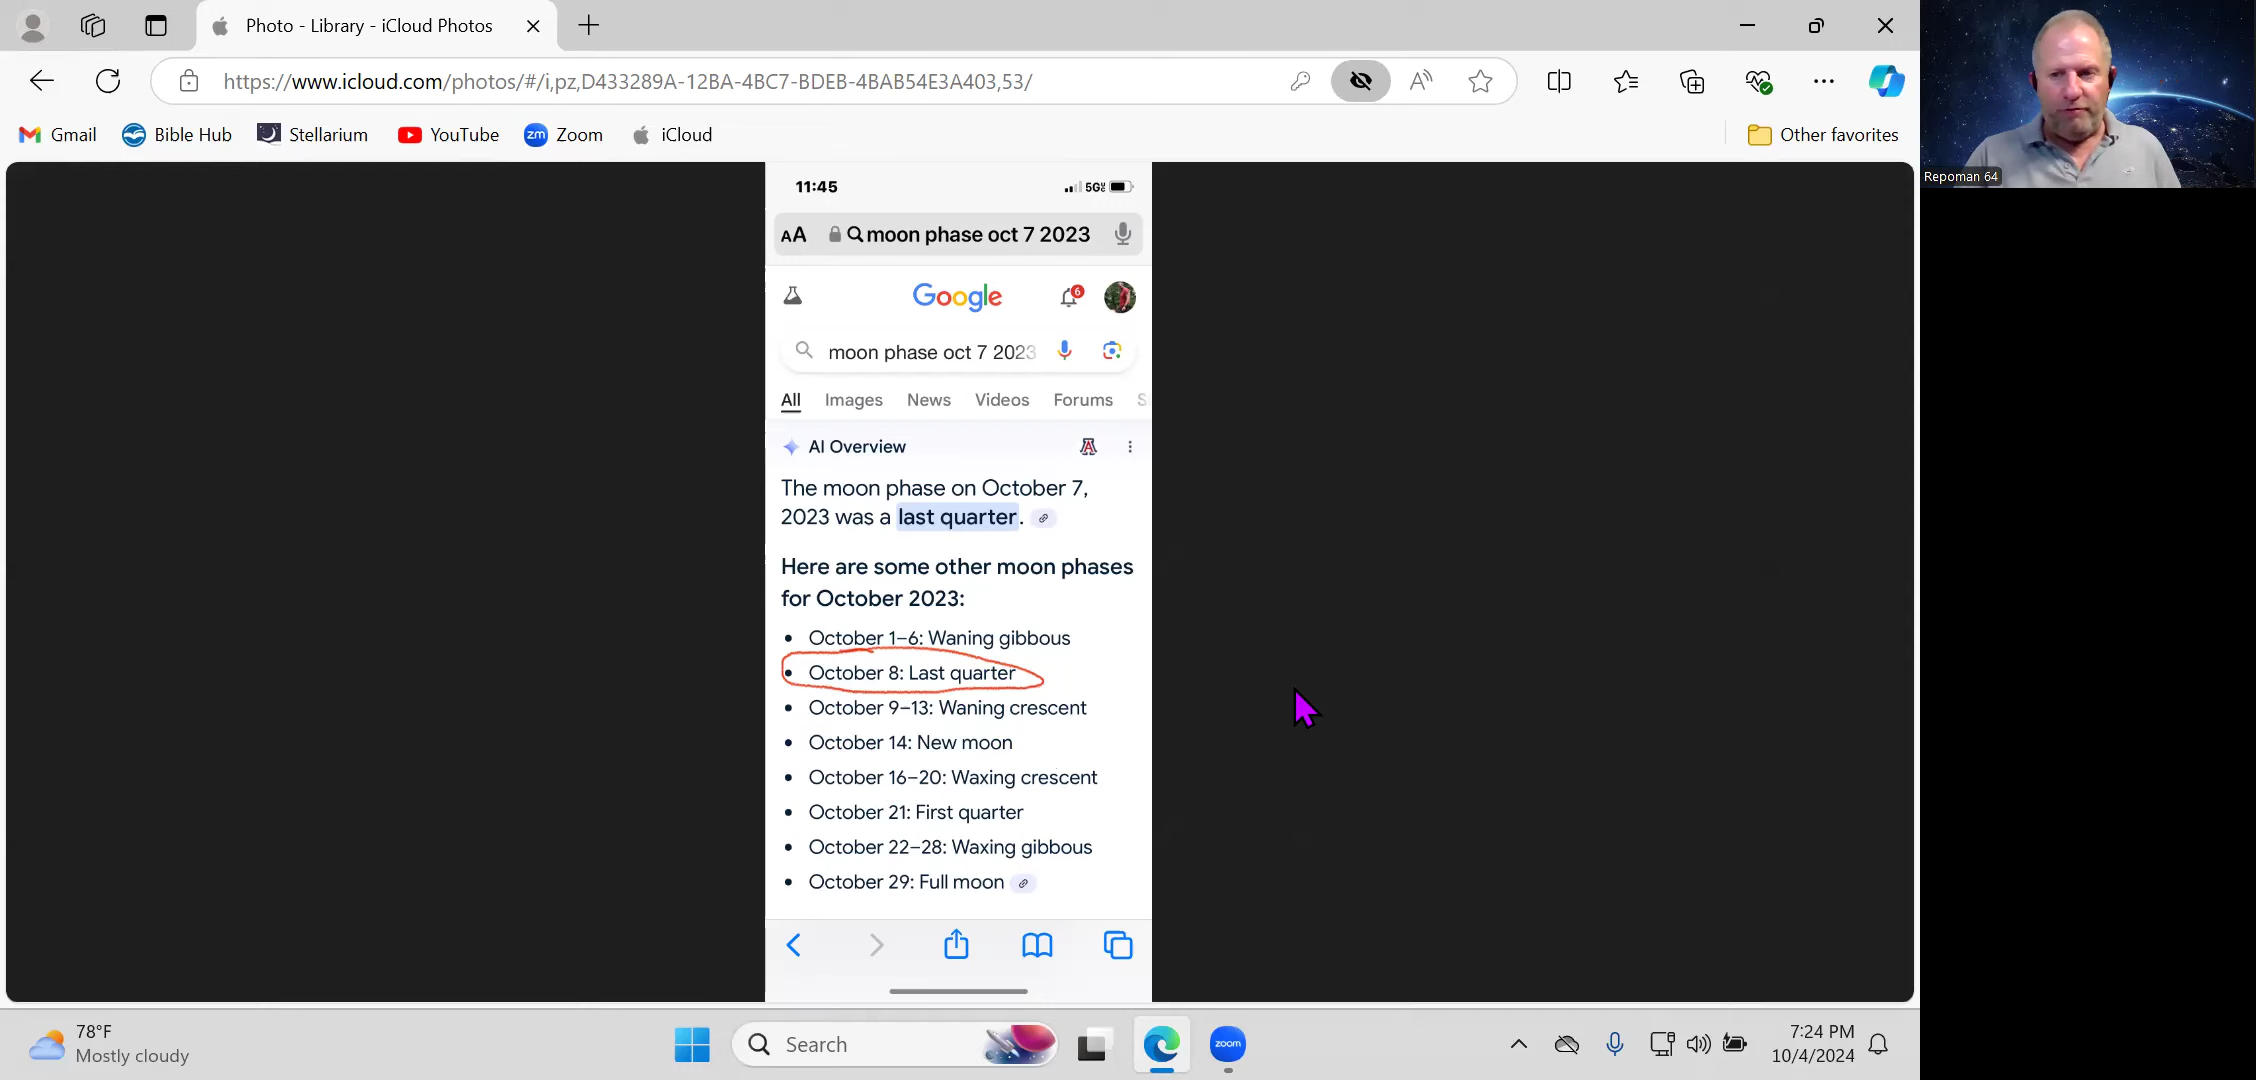 Photo - Library - iCloud Photos
https://www.icloud.com/photos/#/i,pz,D433289A-12BA-4BC7-BDEB-4BAB54E3A403,53/
Gmail Bible Hub Stellarium YouTube Zoom iCloud Other favorites
Repoman 64
11:45 5G
AA moon phase oct 7 2023
Google 6
moon phase oct 7 2023
All Images News Videos Forums S
AI Overview
The moon phase on October 7,
2023 was a last quarter.
Here are some other moon phases
for October 2023:
• October 1–6: Waning gibbous
• October 8: Last quarter
• October 9–13: Waning crescent
• October 14: New moon
• October 16–20: Waxing crescent
• October 21: First quarter
• October 22–28: Waxing gibbous
• October 29: Full moon
78°F
Mostly cloudy
Search
zoom
7:24 PM
10/4/2024